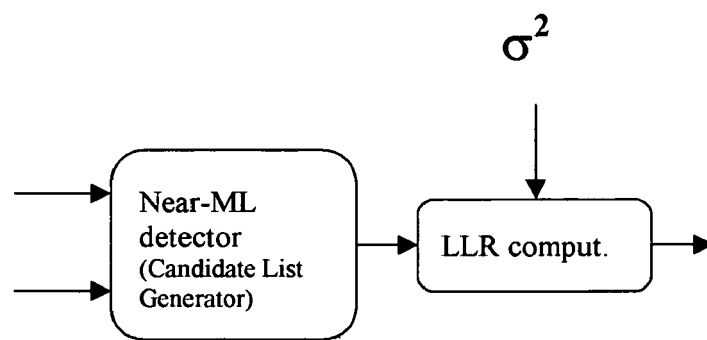 σ²
Near-ML
detector
(Candidate List
Generator)
LLR comput.